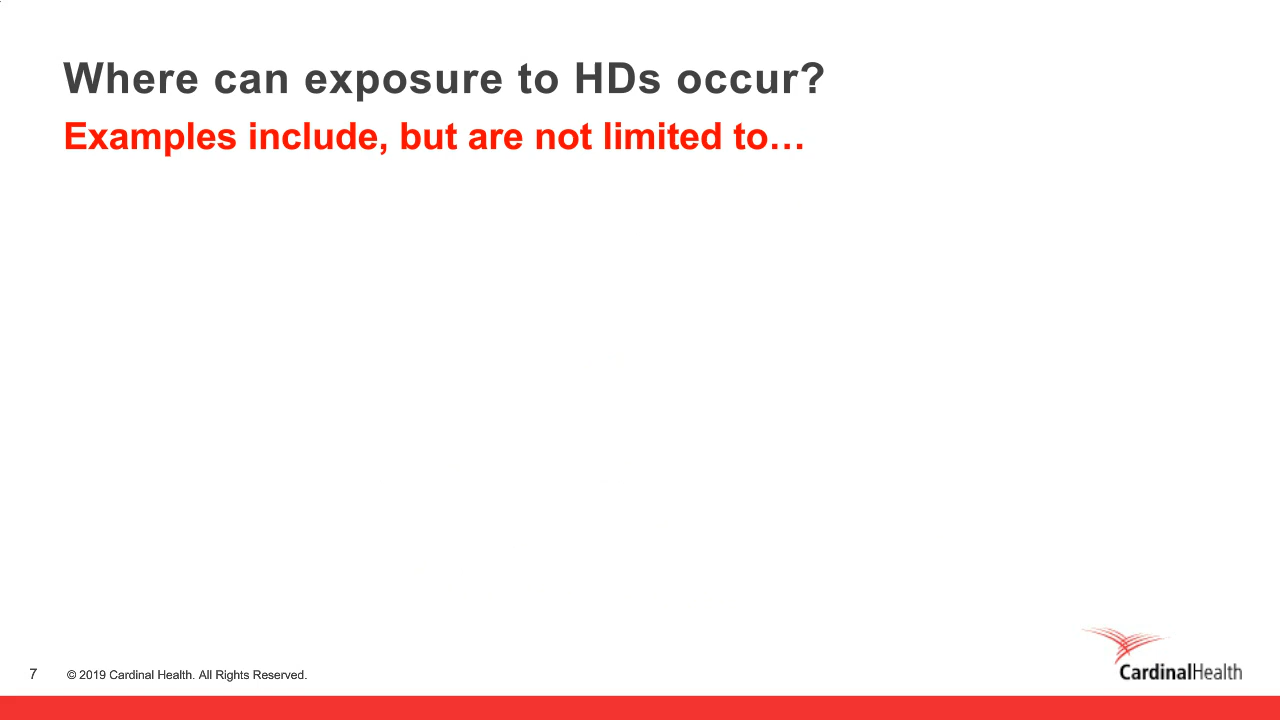 Where can exposure to HDs occur?
Examples include, but are not limited to…
7 © 2019 Cardinal Health. All Rights Reserved.
CardinalHealth